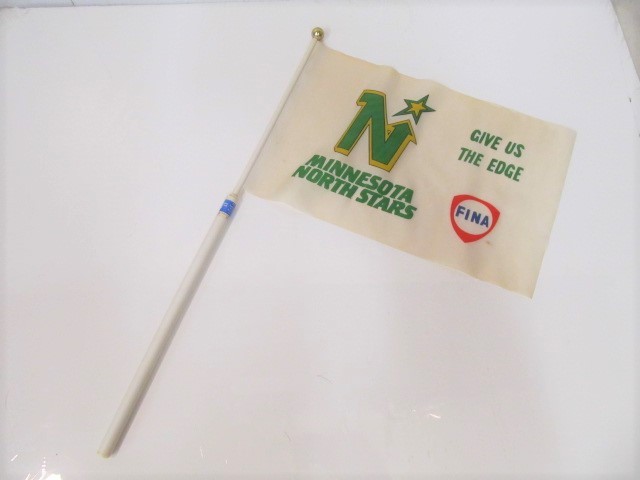 N
MINNESOTA
NORTH STARS
GIVE US
THE EDGE
FINA